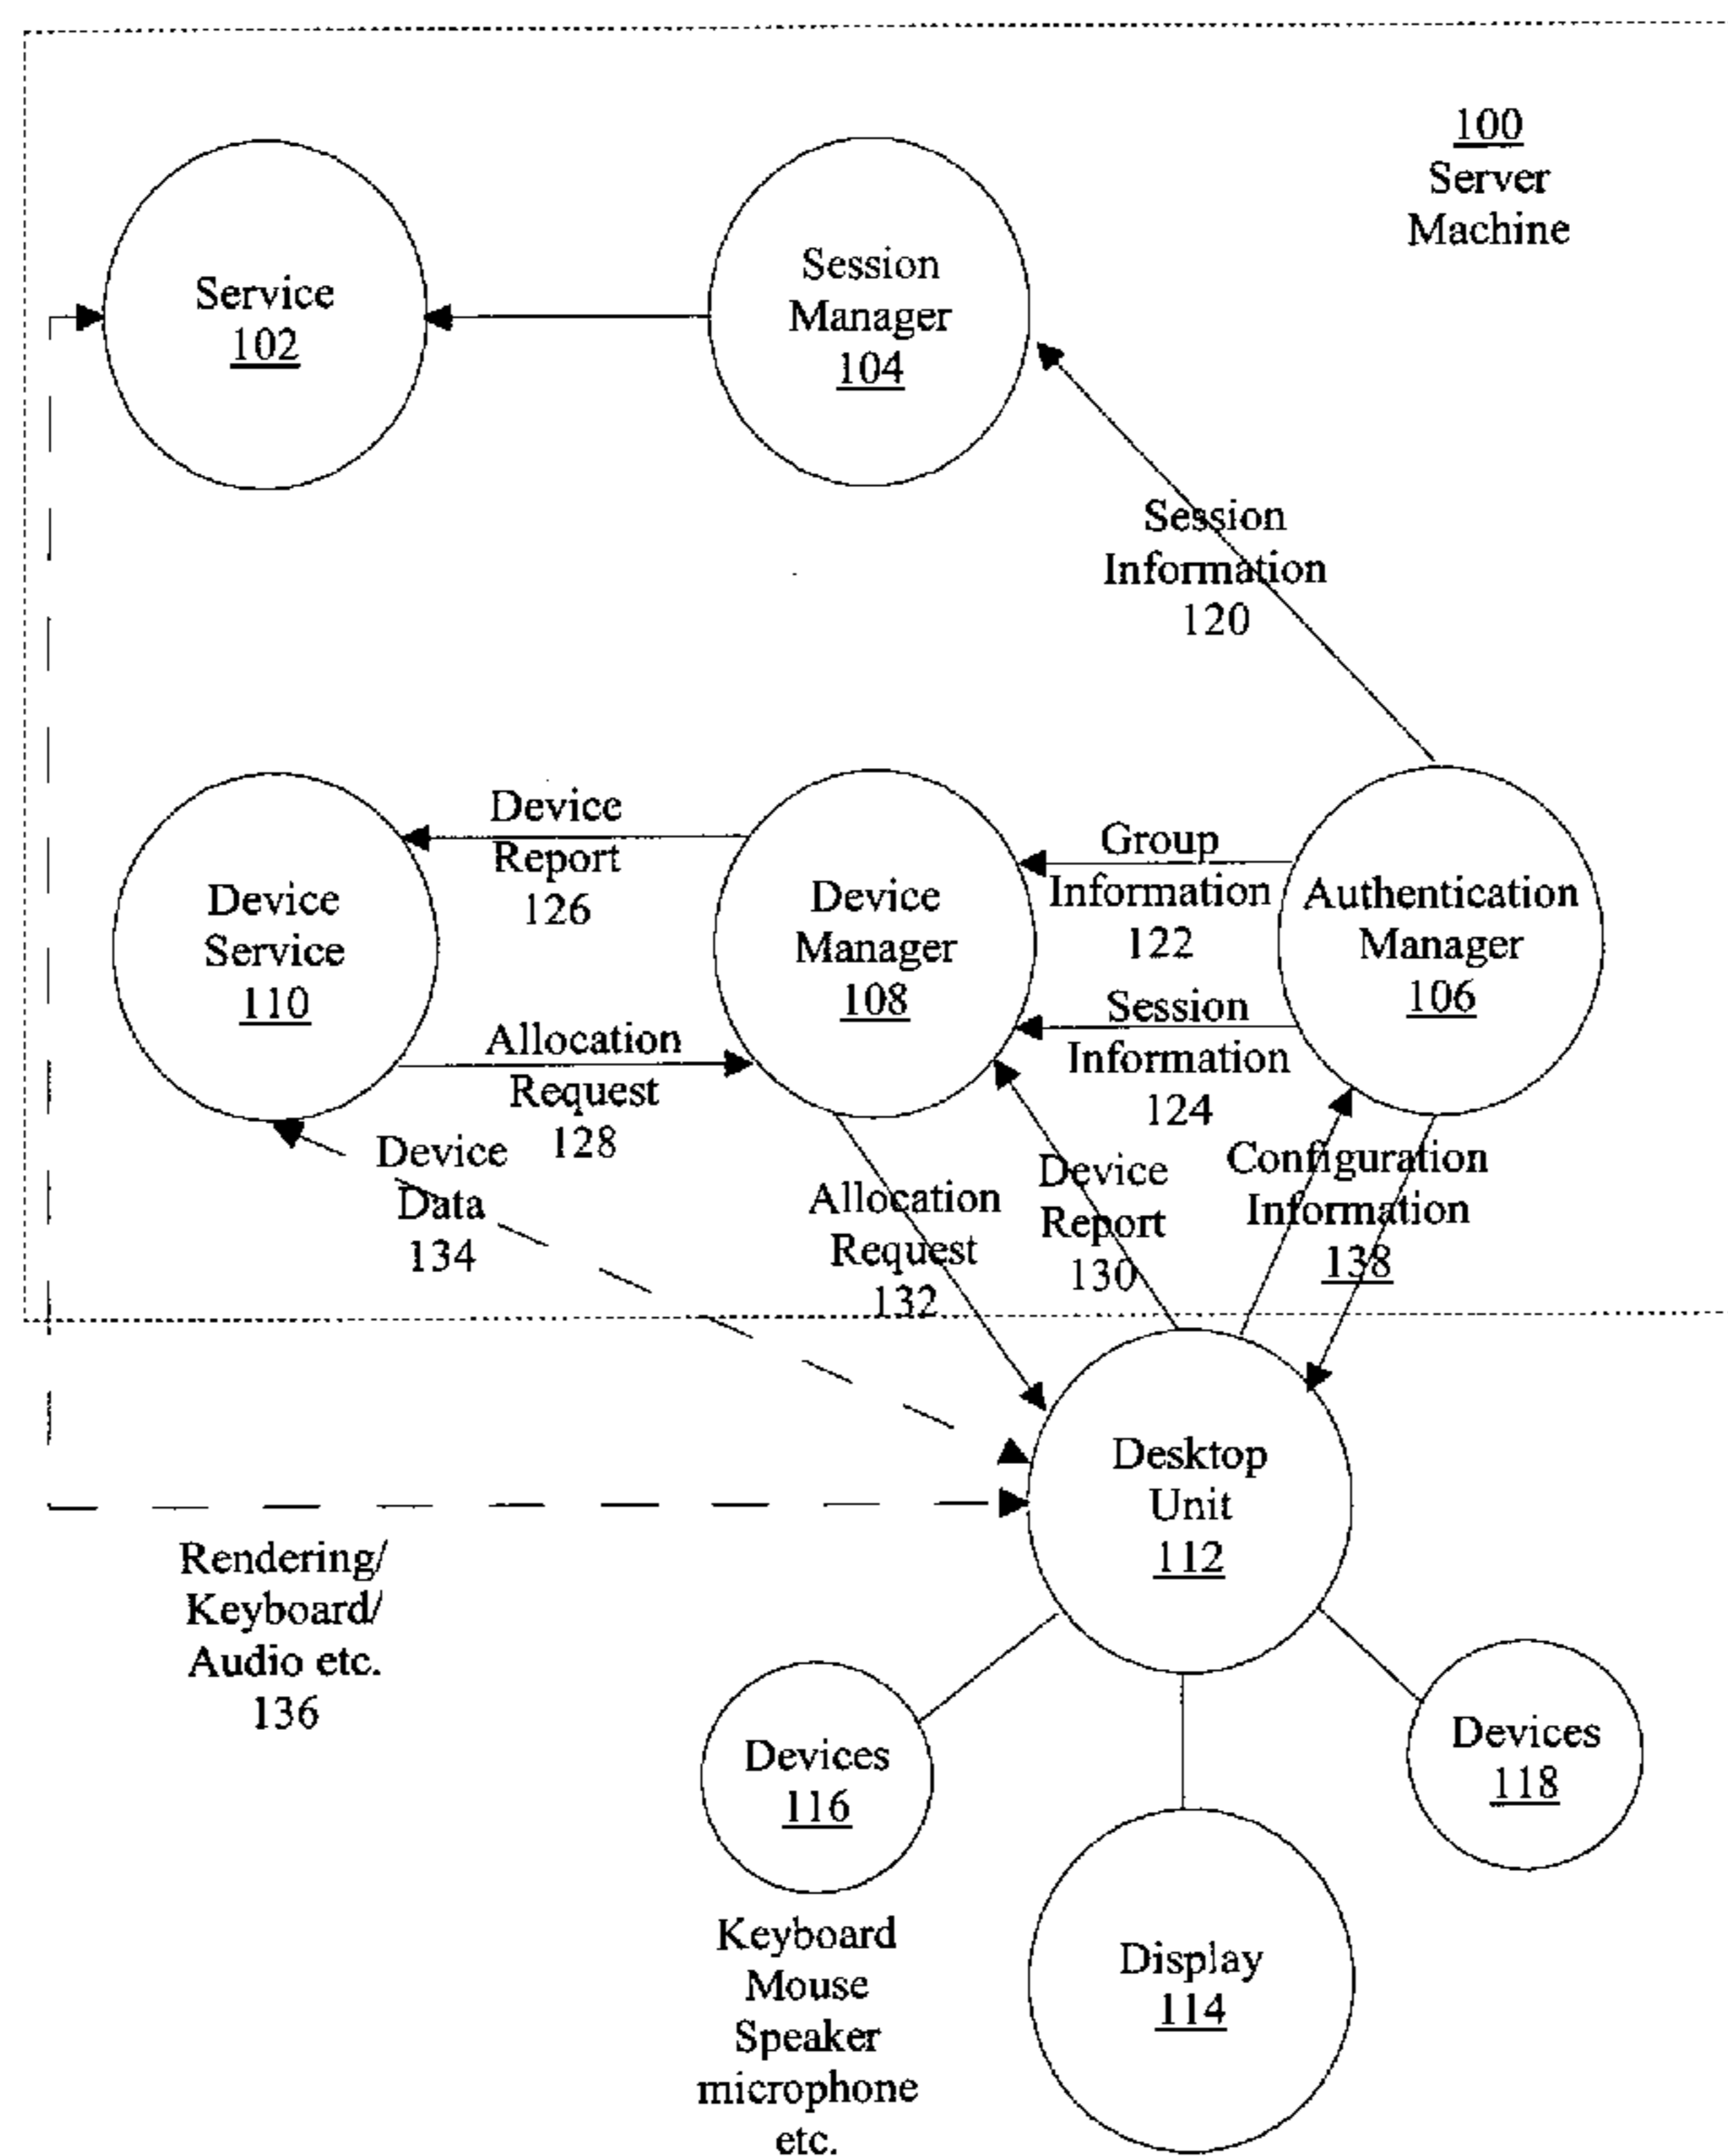 100
Server
Machine
Service
102
Session
Manager
104
Session
Information
120
Device
Report
126
Group
Information
122
Device
Service
110
Device
Manager
108
Authentication
Manager
106
Session
Information
124
Allocation
Request
128
Device
Data
134
Allocation
Request
132
Device
Report
130
Configuration
Information
138
Desktop
Unit
112
Rendering/
Keyboard/
Audio etc.
136
Devices
116
Devices
118
Keyboard
Mouse
Speaker
microphone
etc.
Display
114